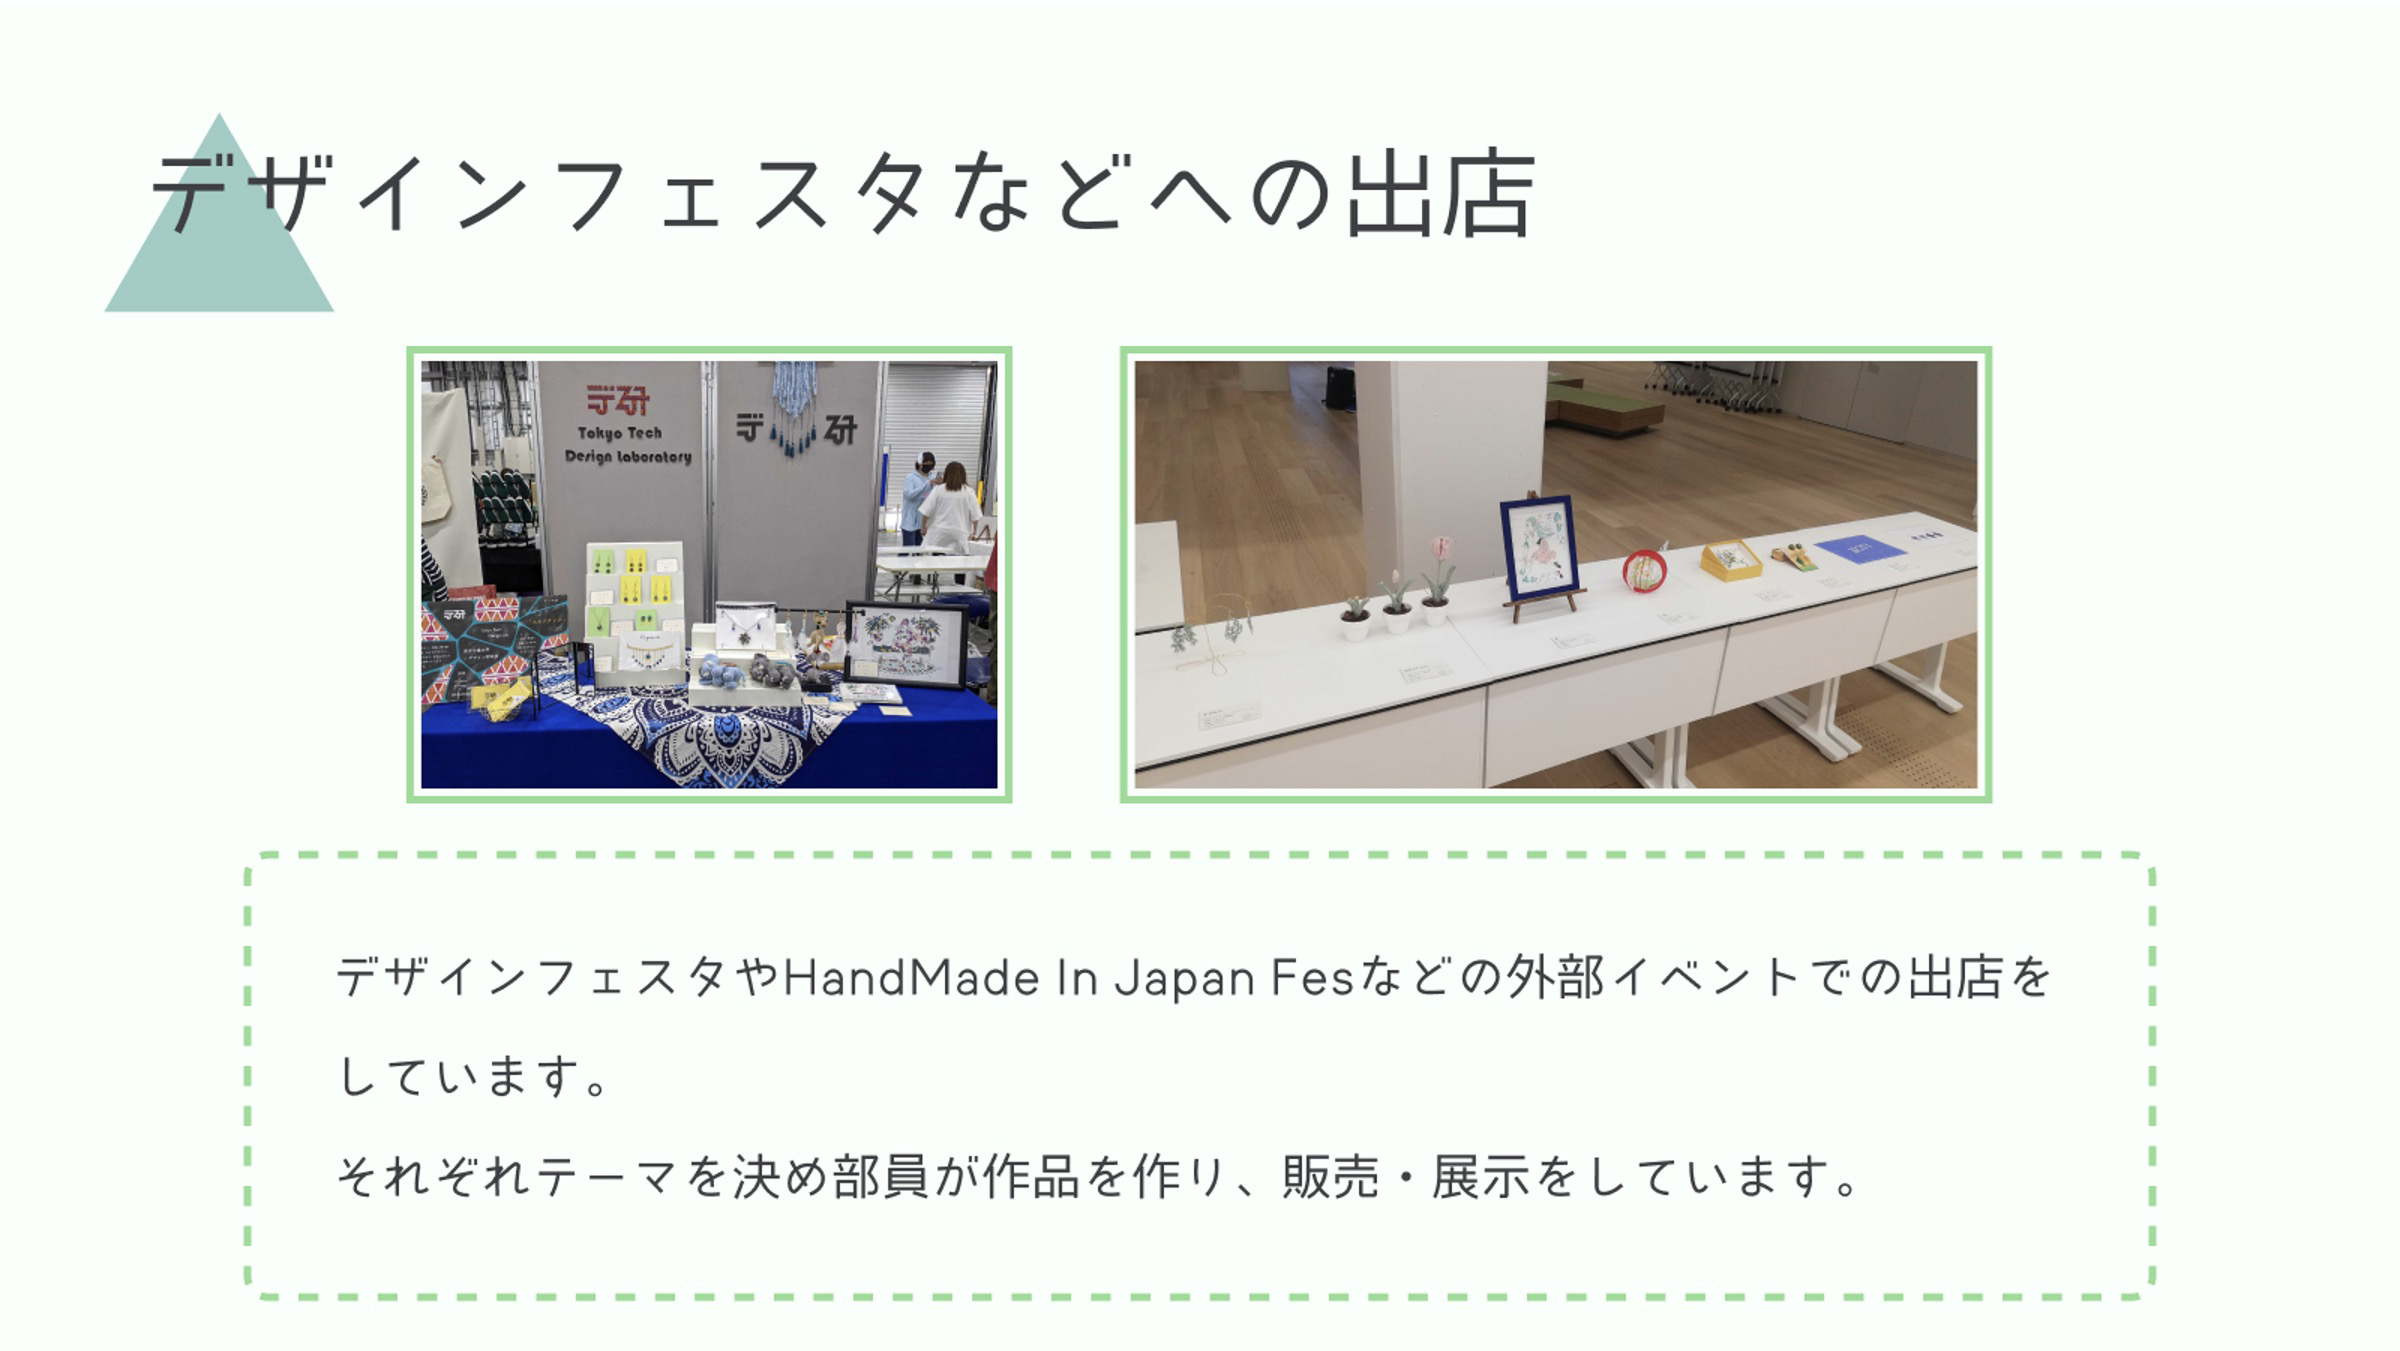 デザインフェスタなどへの出店
デ研
Tokyo Tech
Design Laboratory
デ
研
デ研
デザインフェスタやHandMade In Japan Fesなどの外部イベントでの出店を
しています。
それぞれテーマを決め部員が作品を作り、販売・展示をしています。